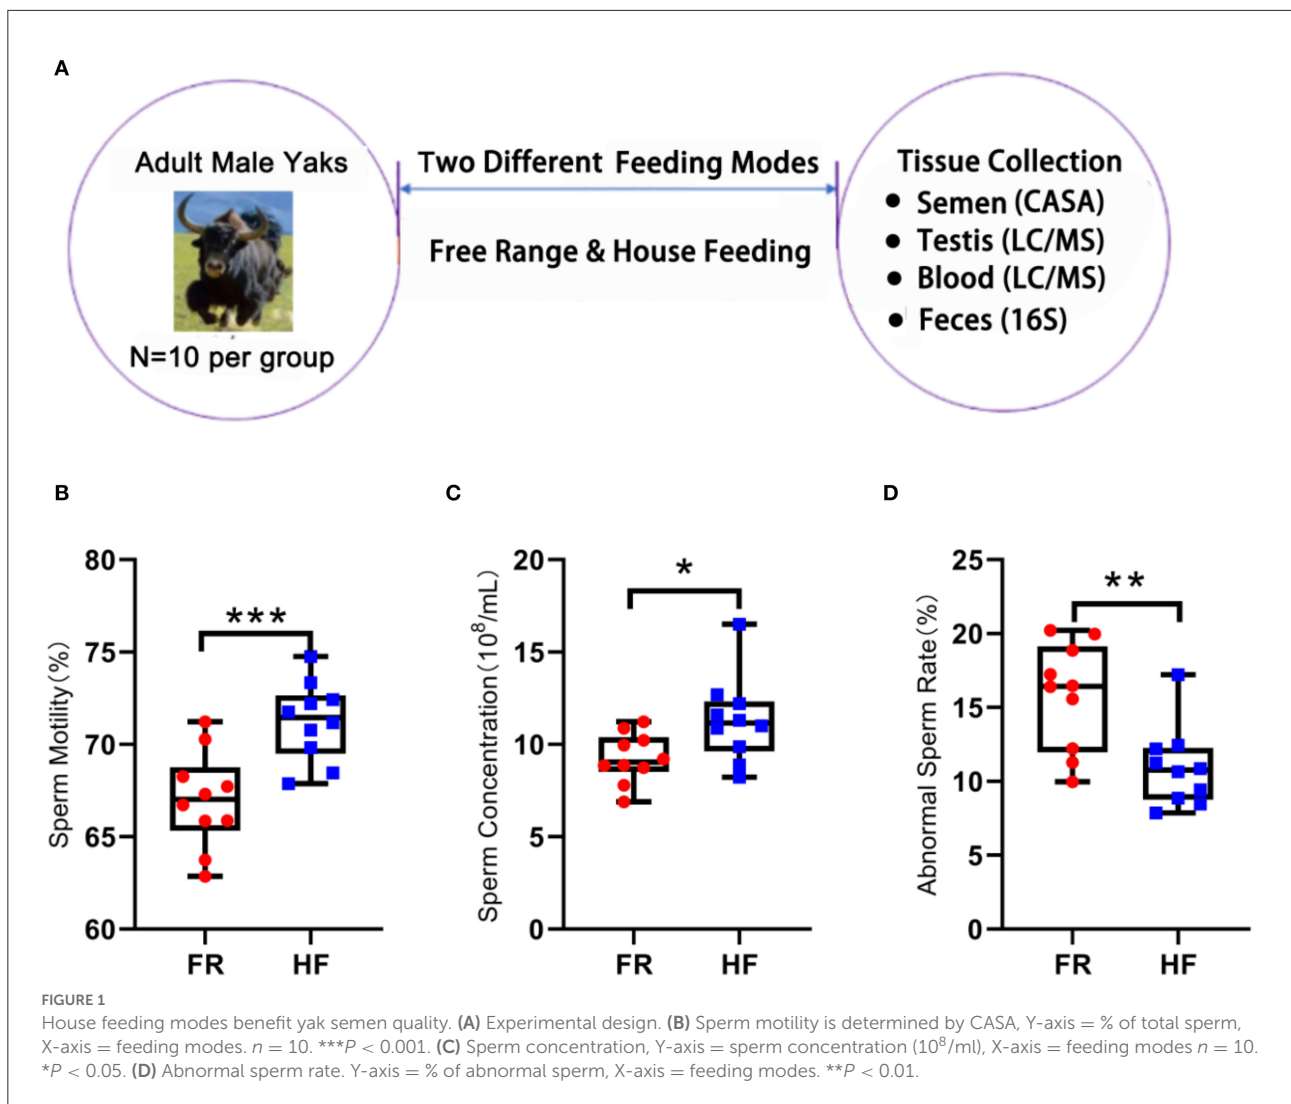 A
Adult Male Yaks
N=10 per group
Two Different Feeding Modes
Free Range & House Feeding
Tissue Collection
● Semen (CASA)
● Testis (LC/MS)
● Blood (LC/MS)
● Feces (16S)
B
Sperm Motility(%)
80
75
70
65
60
***
FR HF
C
Sperm Concentration(10⁸/mL)
20
15
10
5
0
*
FR HF
D
Abnormal Sperm Rate(%)
25
20
15
10
5
0
**
FR HF
FIGURE 1
House feeding modes benefit yak semen quality. (A) Experimental design. (B) Sperm motility is determined by CASA, Y-axis = % of total sperm,
X-axis = feeding modes. n = 10. ***P < 0.001. (C) Sperm concentration, Y-axis = sperm concentration (10⁸/ml), X-axis = feeding modes n = 10.
*P < 0.05. (D) Abnormal sperm rate. Y-axis = % of abnormal sperm, X-axis = feeding modes. **P < 0.01.